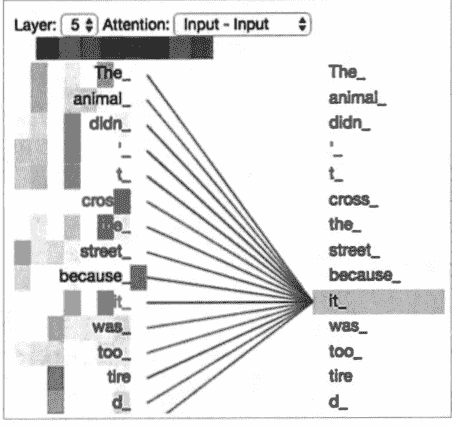 Layer: 5 Attention: Input - Input
The_ The_
animal_ animal_
didn_ didn_
'_ '_
t_ t_
cross_ cross_
the_ the_
street_ street_
because_ because_
it_ it_
was_ was_
too_ too_
tire tire
d_ d_